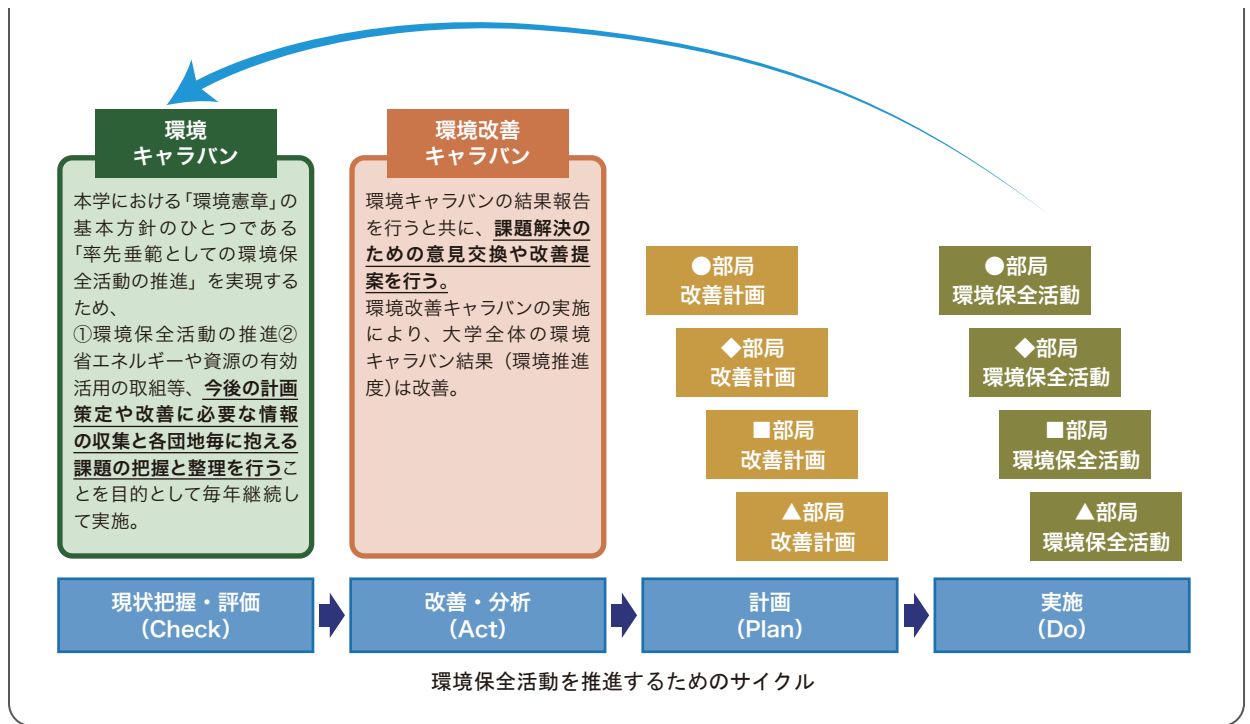 環境
キャラバン
本学における「環境憲章」の
基本方針のひとつである
「率先垂範としての環境保
全活動の推進」を実現する
ため、
①環境保全活動の推進②
省エネルギーや資源の有効
活用の取組等、今後の計画
策定や改善に必要な情報
の収集と各団地毎に抱える
課題の把握と整理を行うこ
とを目的として毎年継続し
て実施。
環境改善
キャラバン
環境キャラバンの結果報告
を行うと共に、課題解決の
ための意見交換や改善提
案を行う。
環境改善キャラバンの実施
により、大学全体の環境
キャラバン結果（環境推進
度）は改善。
●部局
改善計画
◆部局
改善計画
■部局
改善計画
▲部局
改善計画
●部局
環境保全活動
◆部局
環境保全活動
■部局
環境保全活動
▲部局
環境保全活動
現状把握・評価
（Check）
改善・分析
（Act）
計画
（Plan）
実施
（Do）
環境保全活動を推進するためのサイクル